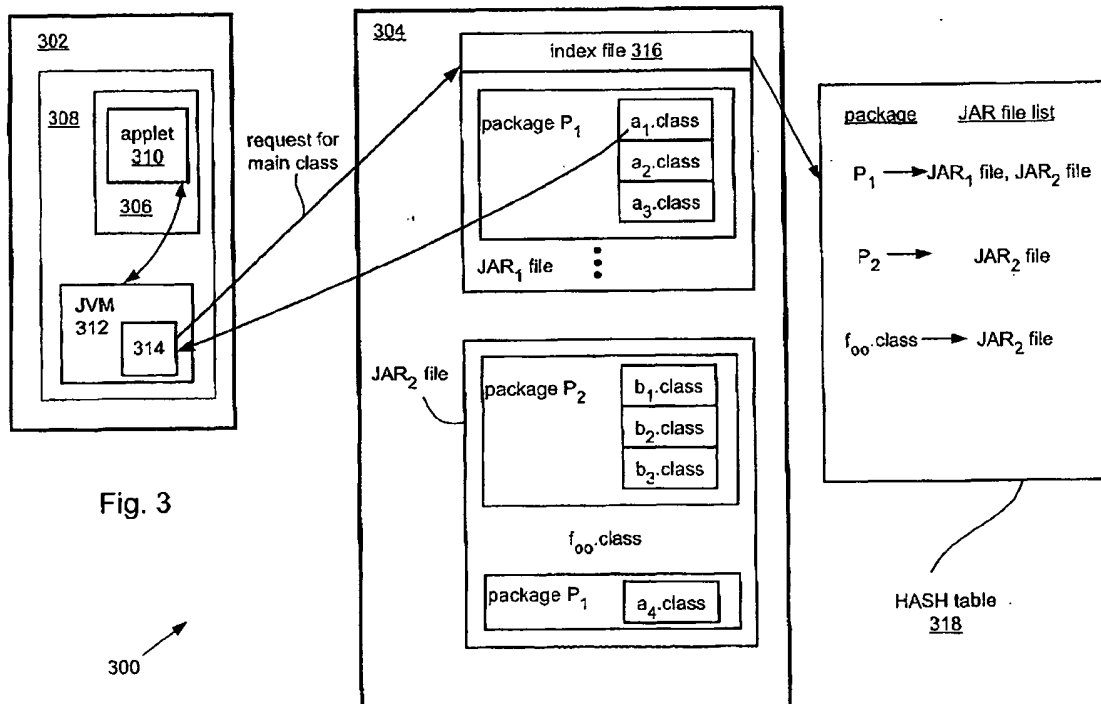 302
308
applet
310
306
JVM
312
314
request for
main class
304
index file 316
package P1
a1.class
a2.class
a3.class
JAR1 file
JAR2 file
package P2
b1.class
b2.class
b3.class
foo.class
package P1
a4.class
package JAR file list
P1 → JAR1 file, JAR2 file
P2 → JAR2 file
foo.class → JAR2 file
HASH table
318
Fig. 3
300